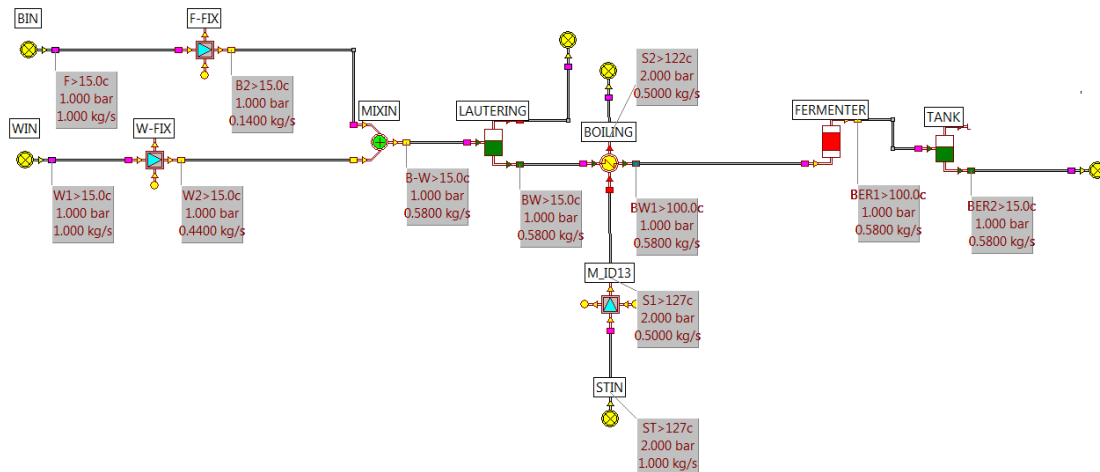 BIN
F-FIX
F>15.0c
1.000 bar
1.000 kg/s
B2>15.0c
1.000 bar
0.1400 kg/s
WIN
W-FIX
W1>15.0c
1.000 bar
1.000 kg/s
W2>15.0c
1.000 bar
0.4400 kg/s
MIXIN
B-W>15.0c
1.000 bar
0.5800 kg/s
LAUTERING
BW>15.0c
1.000 bar
0.5800 kg/s
S2>122c
2.000 bar
0.5000 kg/s
BOILING
BW1>100.0c
1.000 bar
0.5800 kg/s
M_ID13
S1>127c
2.000 bar
0.5000 kg/s
STIN
ST>127c
2.000 bar
1.000 kg/s
FERMENTER
BER1>100.0c
1.000 bar
0.5800 kg/s
TANK
BER2>15.0c
1.000 bar
0.5800 kg/s